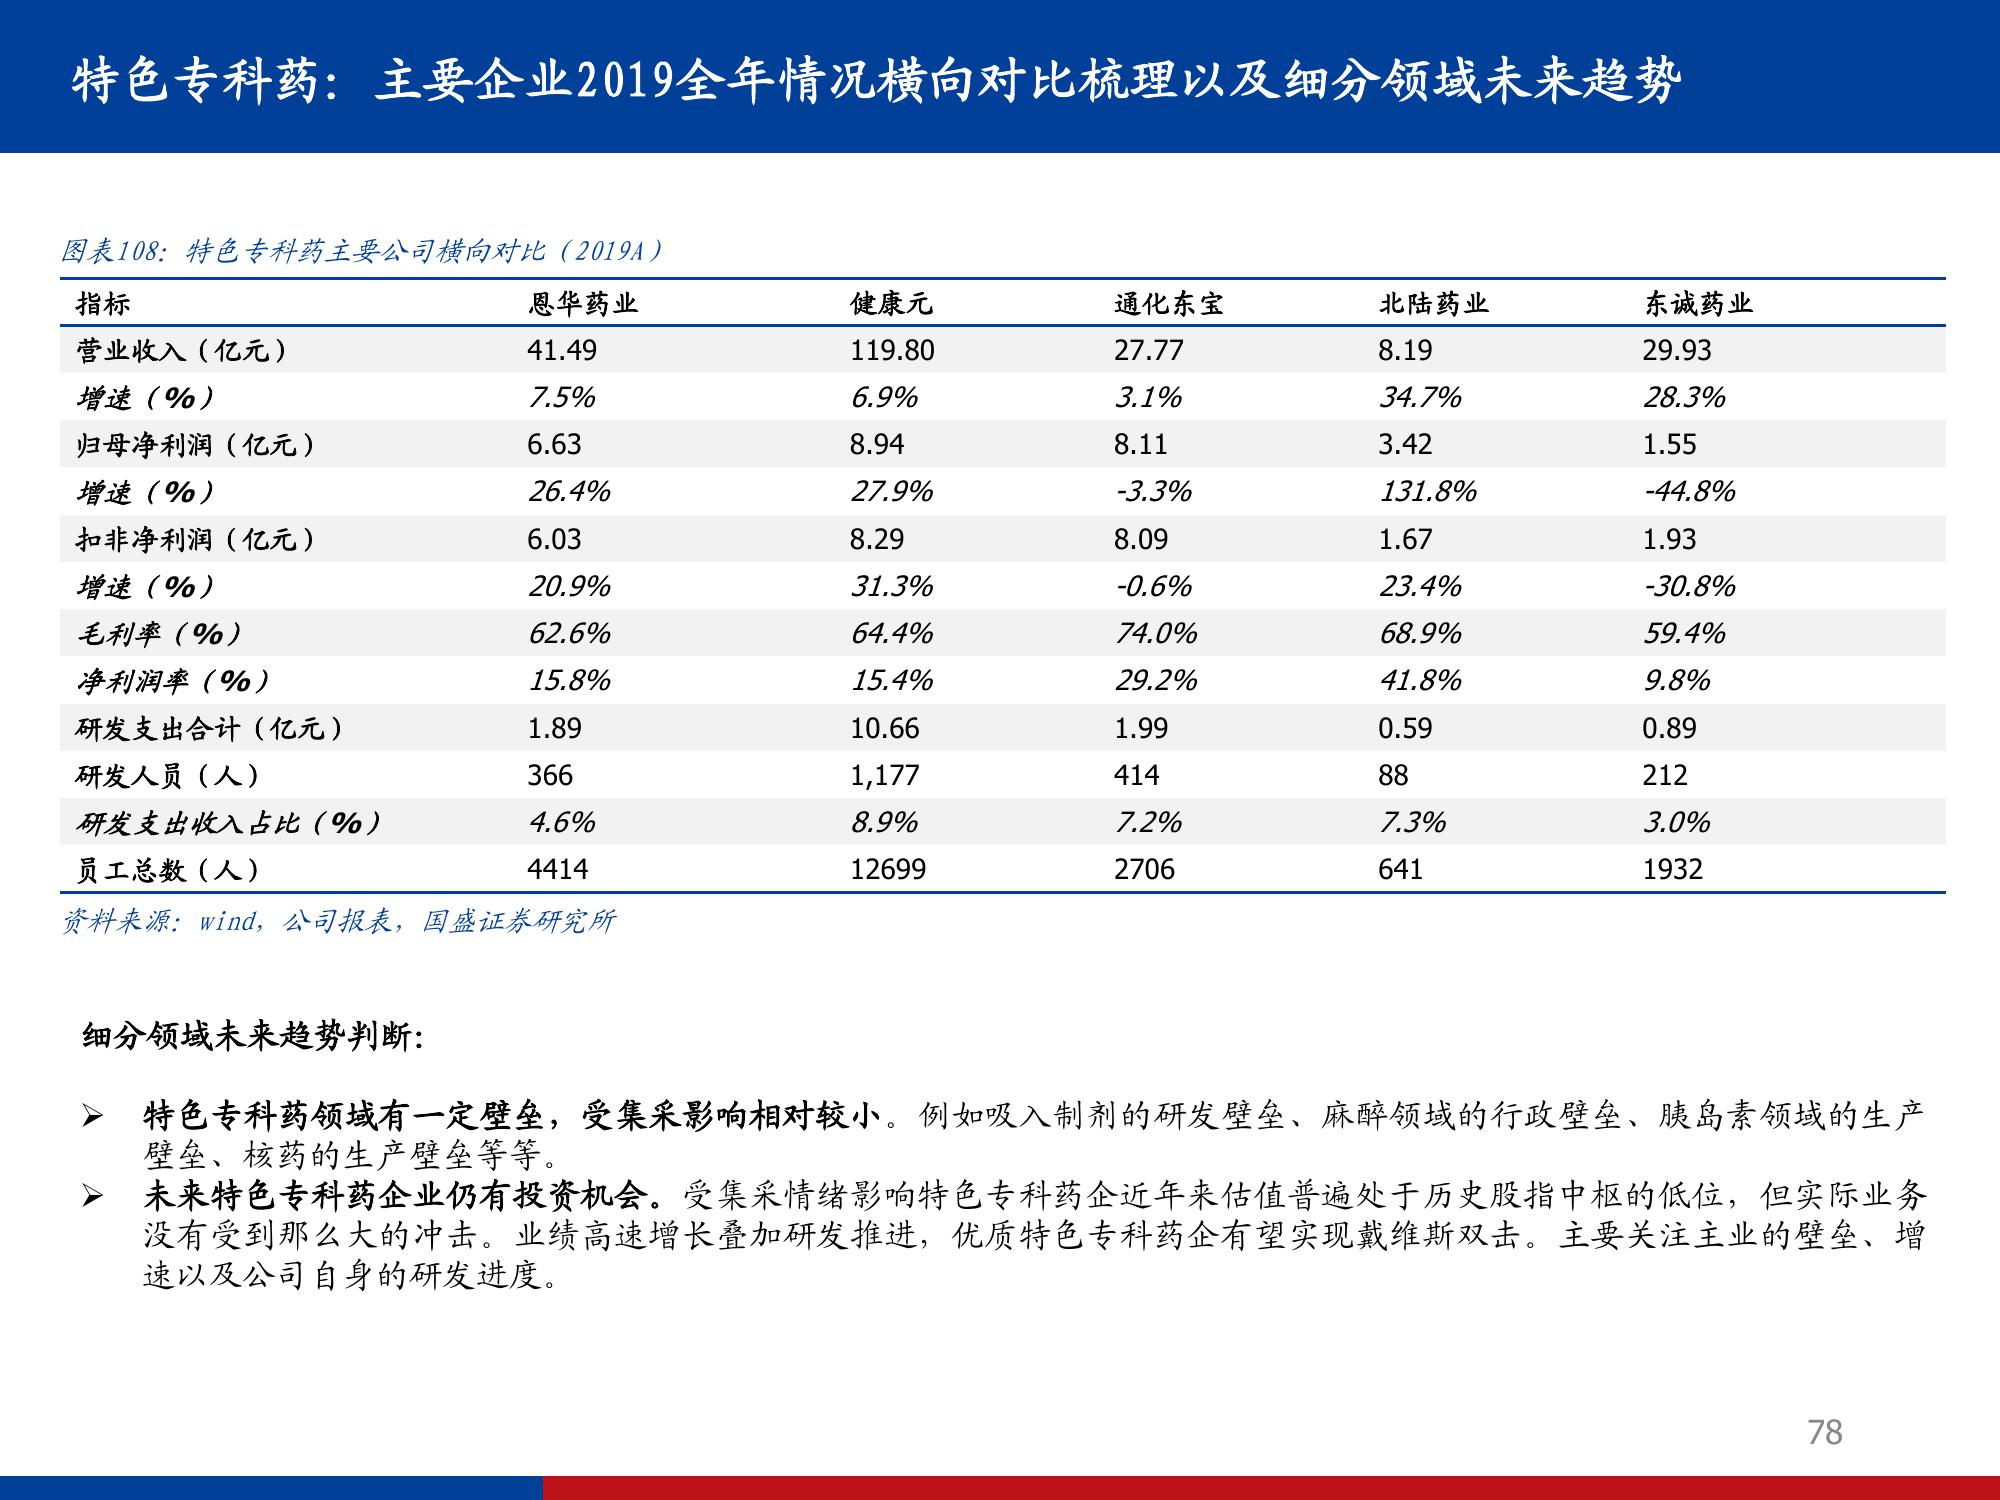 特色专科药：主要企业2019全年情况横向对比梳理以及细分领域未来趋势
图表108：特色专科药主要公司横向对比（2019A）
指标 恩华药业 健康元 通化东宝 北陆药业 东诚药业
营业收入（亿元） 41.49 119.80 27.77 8.19 29.93
增速（%） 7.5% 6.9% 3.1% 34.7% 28.3%
归母净利润（亿元） 6.63 8.94 8.11 3.42 1.55
增速（%） 26.4% 27.9% -3.3% 131.8% -44.8%
扣非净利润（亿元） 6.03 8.29 8.09 1.67 1.93
增速（%） 20.9% 31.3% -0.6% 23.4% -30.8%
毛利率（%） 62.6% 64.4% 74.0% 68.9% 59.4%
净利润率（%） 15.8% 15.4% 29.2% 41.8% 9.8%
研发支出合计（亿元） 1.89 10.66 1.99 0.59 0.89
研发人员（人） 366 1,177 414 88 212
研发支出收入占比（%） 4.6% 8.9% 7.2% 7.3% 3.0%
员工总数（人） 4414 12699 2706 641 1932
资料来源：wind，公司报表，国盛证券研究所
细分领域未来趋势判断：
➢ 特色专科药领域有一定壁垒，受集采影响相对较小。例如吸入制剂的研发壁垒、麻醉领域的行政壁垒、胰岛素领域的生产
壁垒、核药的生产壁垒等等。
➢ 未来特色专科药企业仍有投资机会。受集采情绪影响特色专科药企近年来估值普遍处于历史股指中枢的低位，但实际业务
没有受到那么大的冲击。业绩高速增长叠加研发推进，优质特色专科药企有望实现戴维斯双击。主要关注主业的壁垒、增
速以及公司自身的研发进度。
78